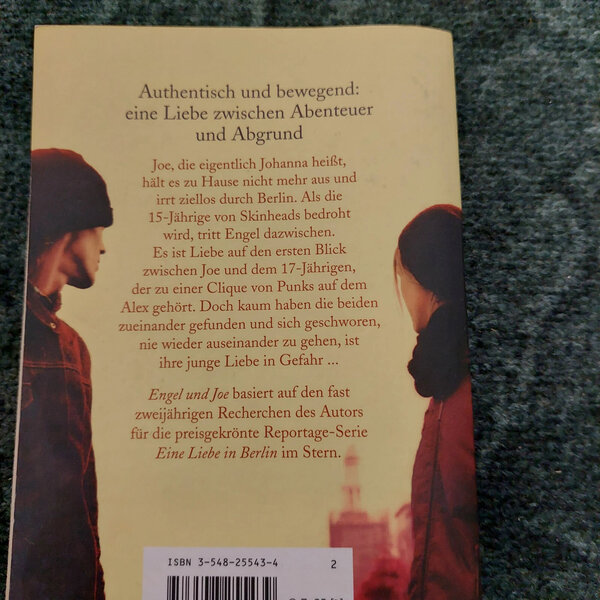 Authentisch und bewegend:
eine Liebe zwischen Abenteuer
und Abgrund
Joe, die eigentlich Johanna heißt,
hält es zu Hause nicht mehr aus und
irrt ziellos durch Berlin. Als die
15-Jährige von Skinheads bedroht
wird, tritt Engel dazwischen.
Es ist Liebe auf den ersten Blick
zwischen Joe und dem 17-Jährigen,
der zu einer Clique von Punks auf dem
Alex gehört. Doch kaum haben die beiden
zueinander gefunden und sich geschworen,
nie wieder auseinander zu gehen, ist
ihre junge Liebe in Gefahr ...
Engel und Joe basiert auf den fast
zweijährigen Recherchen des Autors
für die preisgekrönte Reportage-Serie
Eine Liebe in Berlin im Stern.
ISBN 3-548-25543-4 2